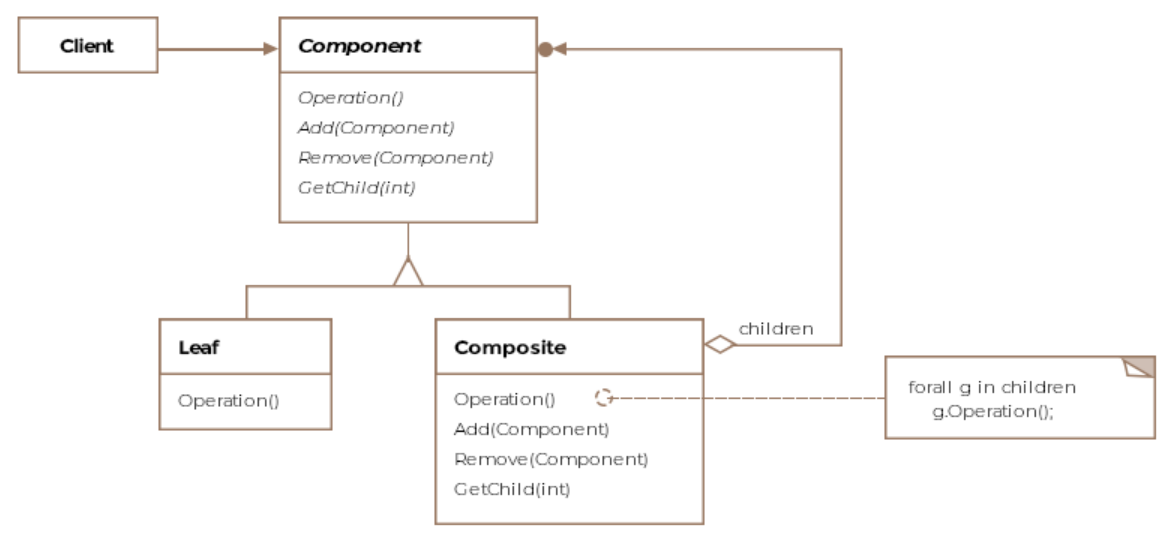 Client
Component
Operation()
Add(Component)
Remove(Component)
GetChild(int)
Leaf
Operation()
Composite
Operation()
Add(Component)
Remove(Component)
GetChild(int)
children
forall g in children
g.Operation();